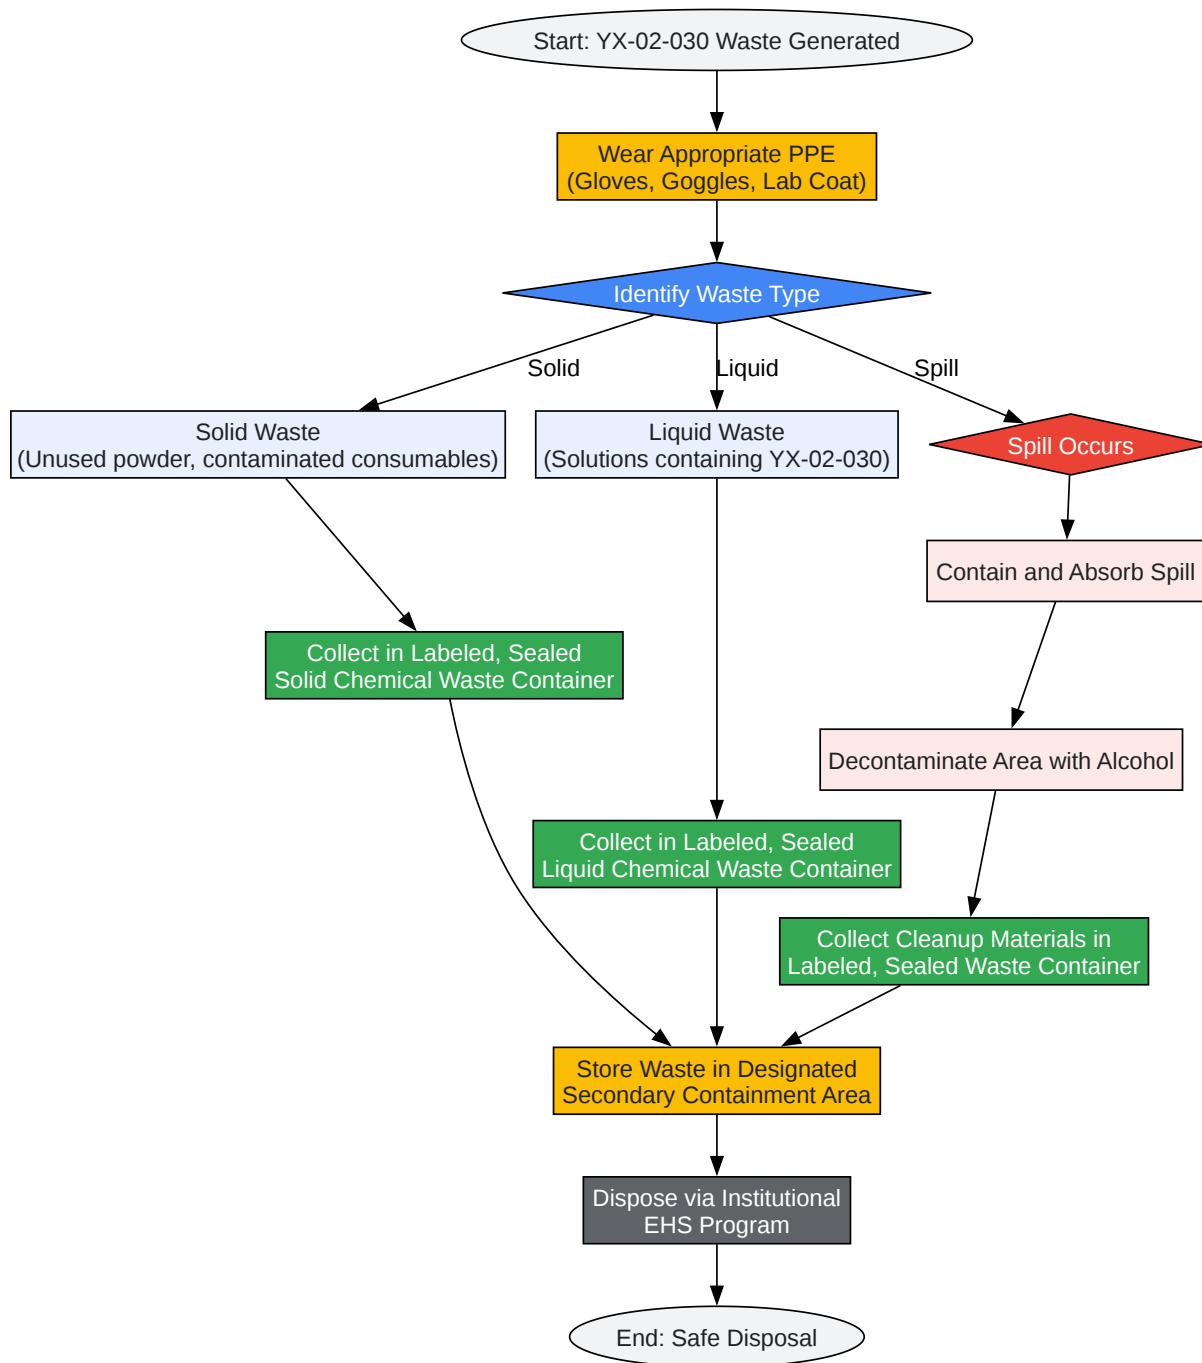 Start: YX-02-030 Waste Generated
Wear Appropriate PPE
(Gloves, Goggles, Lab Coat)
Identify Waste Type
Solid
Liquid
Spill
Solid Waste
(Unused powder, contaminated consumables)
Liquid Waste
(Solutions containing YX-02-030)
Spill Occurs
Contain and Absorb Spill
Collect in Labeled, Sealed
Solid Chemical Waste Container
Decontaminate Area with Alcohol
Collect in Labeled, Sealed
Liquid Chemical Waste Container
Collect Cleanup Materials in
Labeled, Sealed Waste Container
Store Waste in Designated
Secondary Containment Area
Dispose via Institutional
EHS Program
End: Safe Disposal